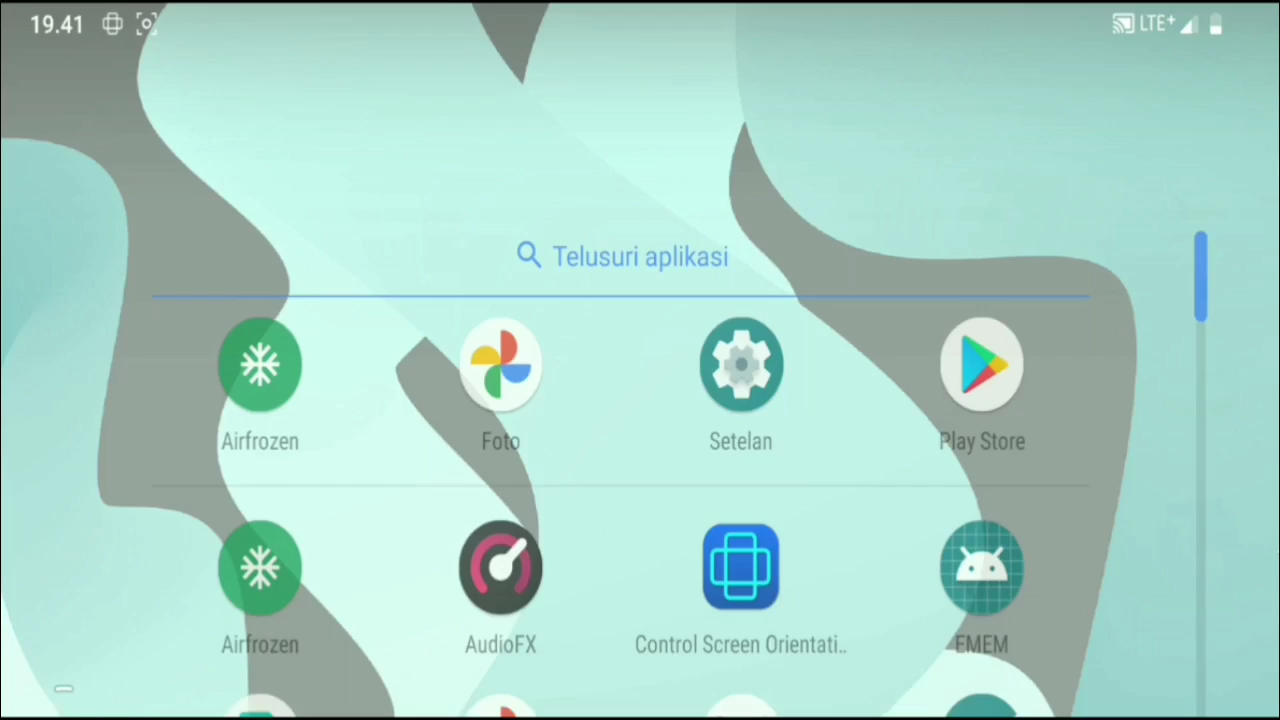 19.41
LTE+
Telusuri aplikasi
Airfrozen
Foto
Setelan
Play Store
Airfrozen
AudioFX
Control Screen Orientati..
EMEM